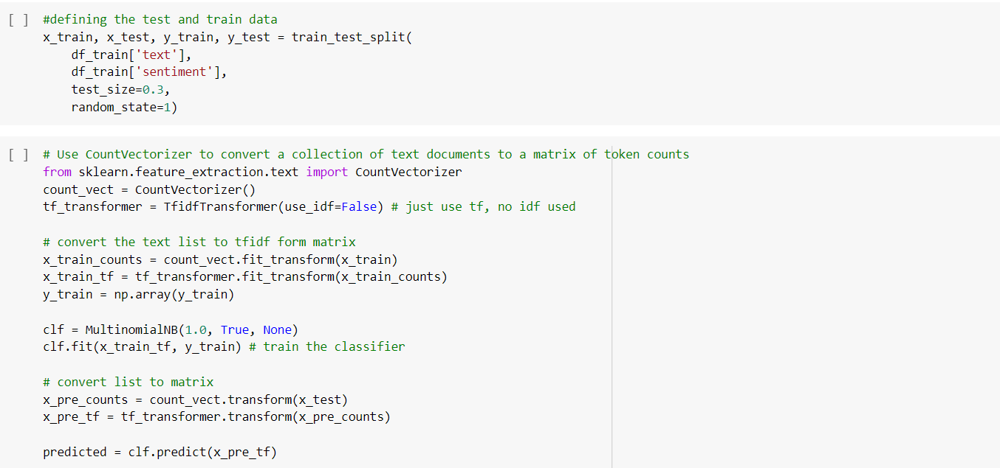 [ ] #defining the test and train data
x_train, x_test, y_train, y_test = train_test_split(
    df_train['text'],
    df_train['sentiment'],
    test_size=0.3,
    random_state=1)
[ ] # Use CountVectorizer to convert a collection of text documents to a matrix of token counts
from sklearn.feature_extraction.text import CountVectorizer
count_vect = CountVectorizer()
tf_transformer = TfidfTransformer(use_idf=False) # just use tf, no idf used
# convert the text list to tfidf form matrix
x_train_counts = count_vect.fit_transform(x_train)
x_train_tf = tf_transformer.fit_transform(x_train_counts)
y_train = np.array(y_train)
clf = MultinomialNB(1.0, True, None)
clf.fit(x_train_tf, y_train) # train the classifier
# convert list to matrix
x_pre_counts = count_vect.transform(x_test)
x_pre_tf = tf_transformer.transform(x_pre_counts)
predicted = clf.predict(x_pre_tf)